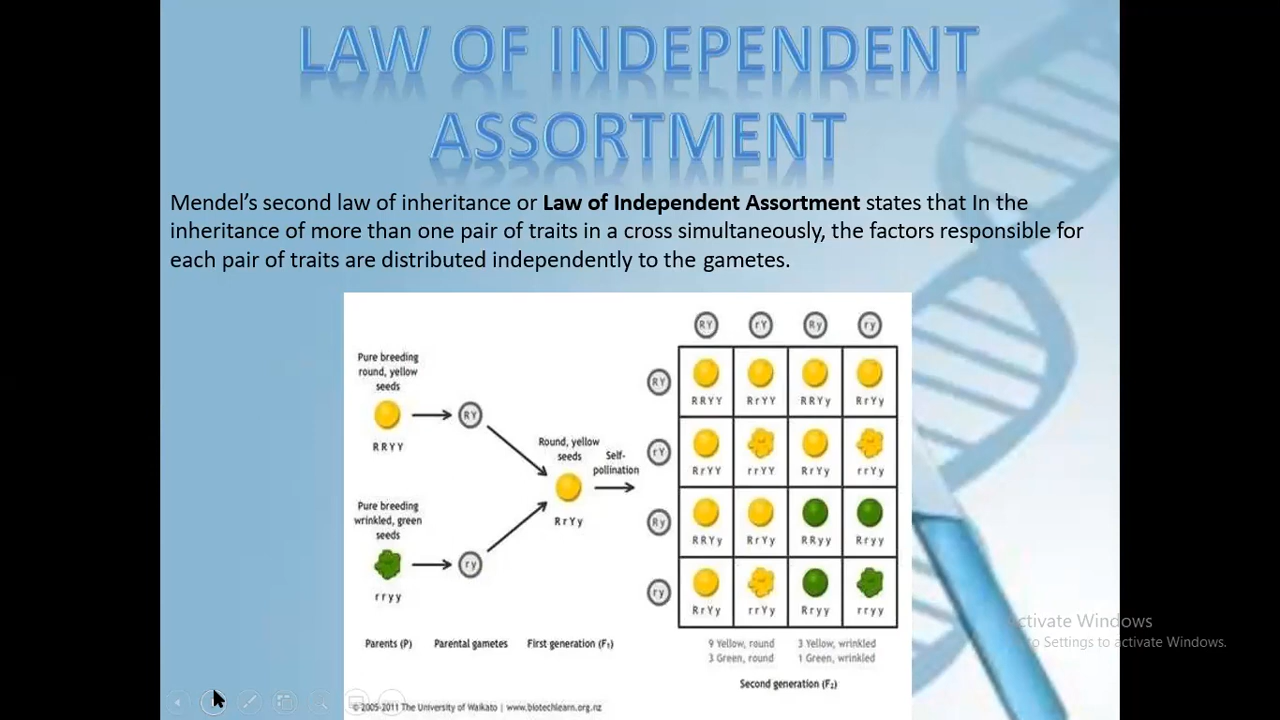 LAW OF INDEPENDENT
ASSORTMENT
Mendel's second law of inheritance or Law of Independent Assortment states that In the
inheritance of more than one pair of traits in a cross simultaneously, the factors responsible for
each pair of traits are distributed independently to the gametes.
Pure breeding
round, yellow
seeds
RRYY
RY
Pure breeding
wrinkled, green
seeds
rryy
ry
Round, yellow
seeds
RrYy
Self-
pollination
RY rY Ry ry
RY
RRYY RrYY RRYy RrYy
rY
RrYY rrYY RrYy rrYy
Ry
RRYy RrYy RRyy Rryy
ry
RrYy rrYy Rryy rryy
Parents (P) Parental gametes First generation (F₁)
9 Yellow, round 3 Yellow, wrinkled
3 Green, round 1 Green, wrinkled
Second generation (F₂)
© 2005-2011 The University of Waikato | www.biotechlearn.org.nz
ctivate Windows
to Settings to activate Windows.